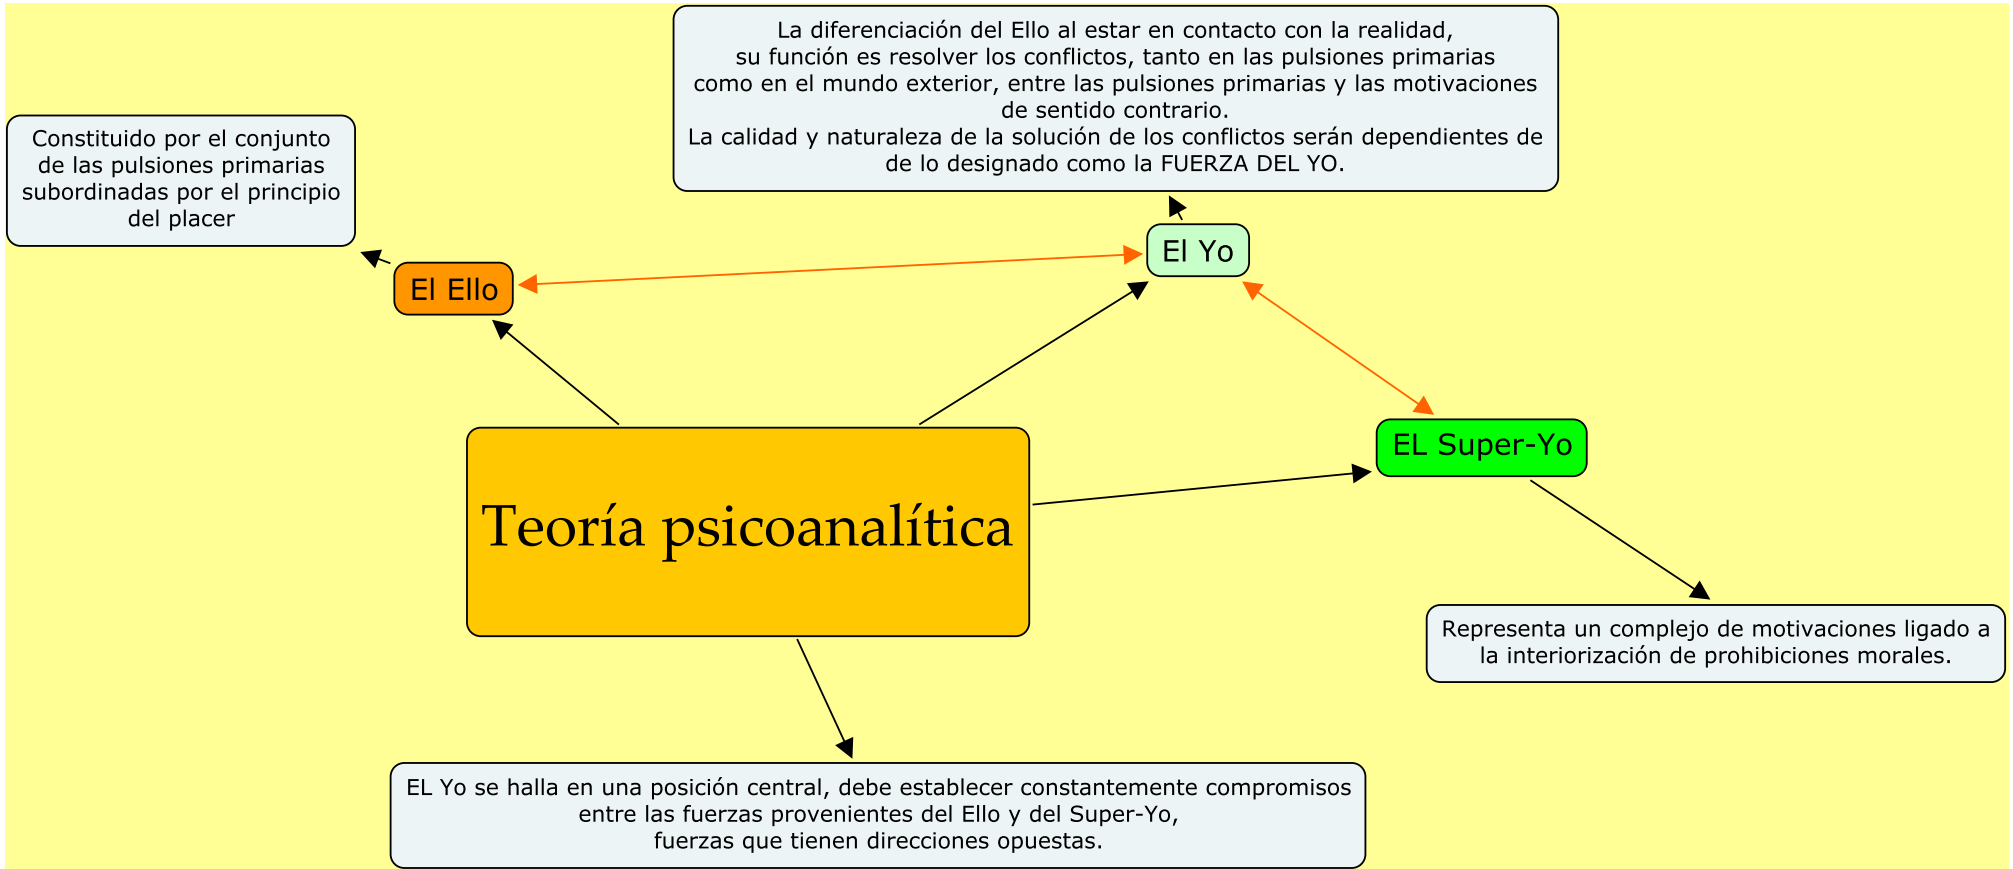 La diferenciación del Ello al estar en contacto con la realidad,
su función es resolver los conflictos, tanto en las pulsiones primarias
como en el mundo exterior, entre las pulsiones primarias y las motivaciones
de sentido contrario.
La calidad y naturaleza de la solución de los conflictos serán dependientes de
de lo designado como la FUERZA DEL YO.
Constituido por el conjunto
de las pulsiones primarias
subordinadas por el principio
del placer
El Yo
El Ello
EL Super-Yo
Teoría psicoanalítica
Representa un complejo de motivaciones ligado a
la interiorización de prohibiciones morales.
EL Yo se halla en una posición central, debe establecer constantemente compromisos
entre las fuerzas provenientes del Ello y del Super-Yo,
fuerzas que tienen direcciones opuestas.